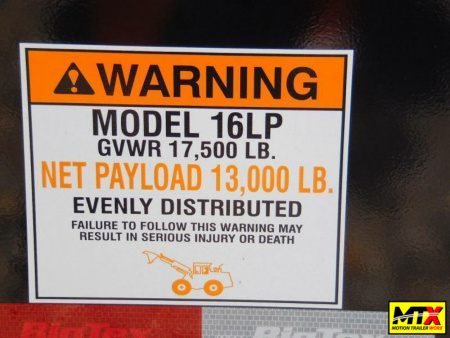 WARNING
MODEL 16LP
GVWR 17,500 LB.
NET PAYLOAD 13,000 LB.
EVENLY DISTRIBUTED
FAILURE TO FOLLOW THIS WARNING MAY
RESULT IN SERIOUS INJURY OR DEATH
MTX
MOTION TRAILER WORX